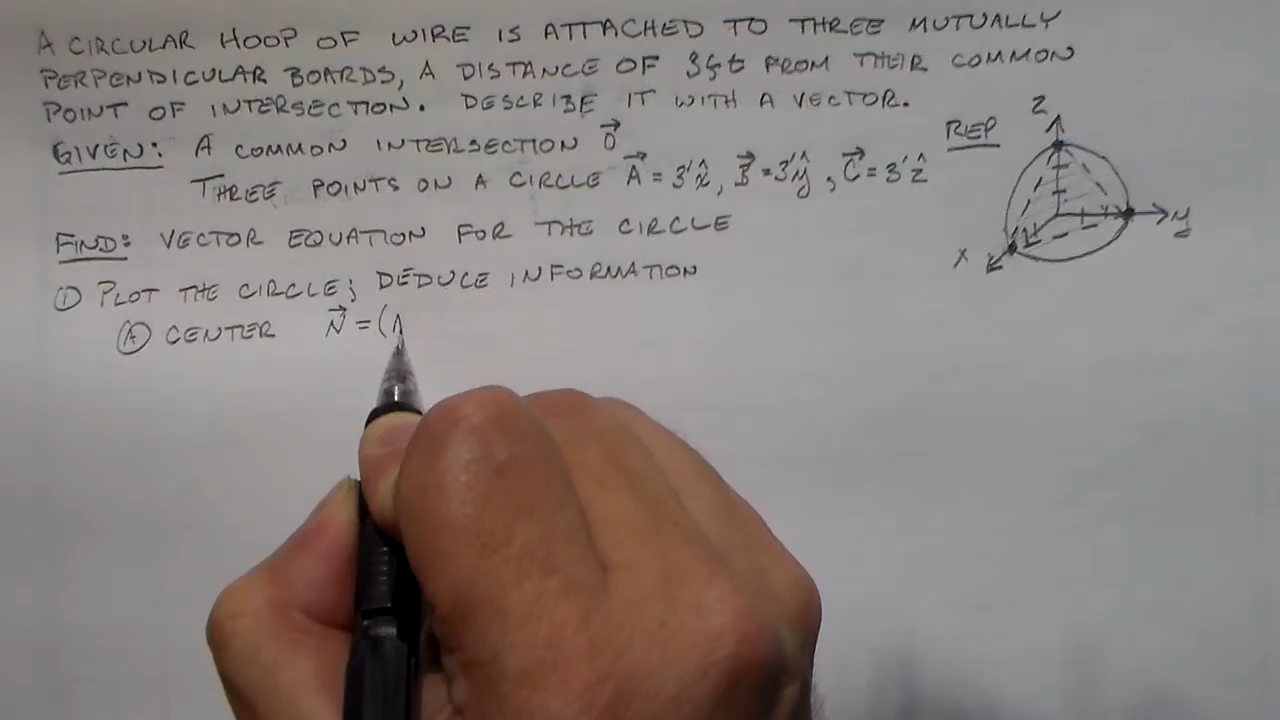 A CIRCULAR HOOP OF WIRE IS ATTACHED TO THREE MUTUALLY
PERPENDICULAR BOARDS, A DISTANCE OF 3ft FROM THEIR COMMON
POINT OF INTERSECTION. DESCRIBE IT WITH A VECTOR.
GIVEN: A COMMON INTERSECTION O⃗
THREE POINTS ON A CIRCLE A⃗ = 3'x̂, B⃗ = 3'ŷ, C⃗ = 3'ẑ
REP
Z
y
X
FIND: VECTOR EQUATION FOR THE CIRCLE
① PLOT THE CIRCLE; DEDUCE INFORMATION
Ⓐ CENTER N⃗ = (